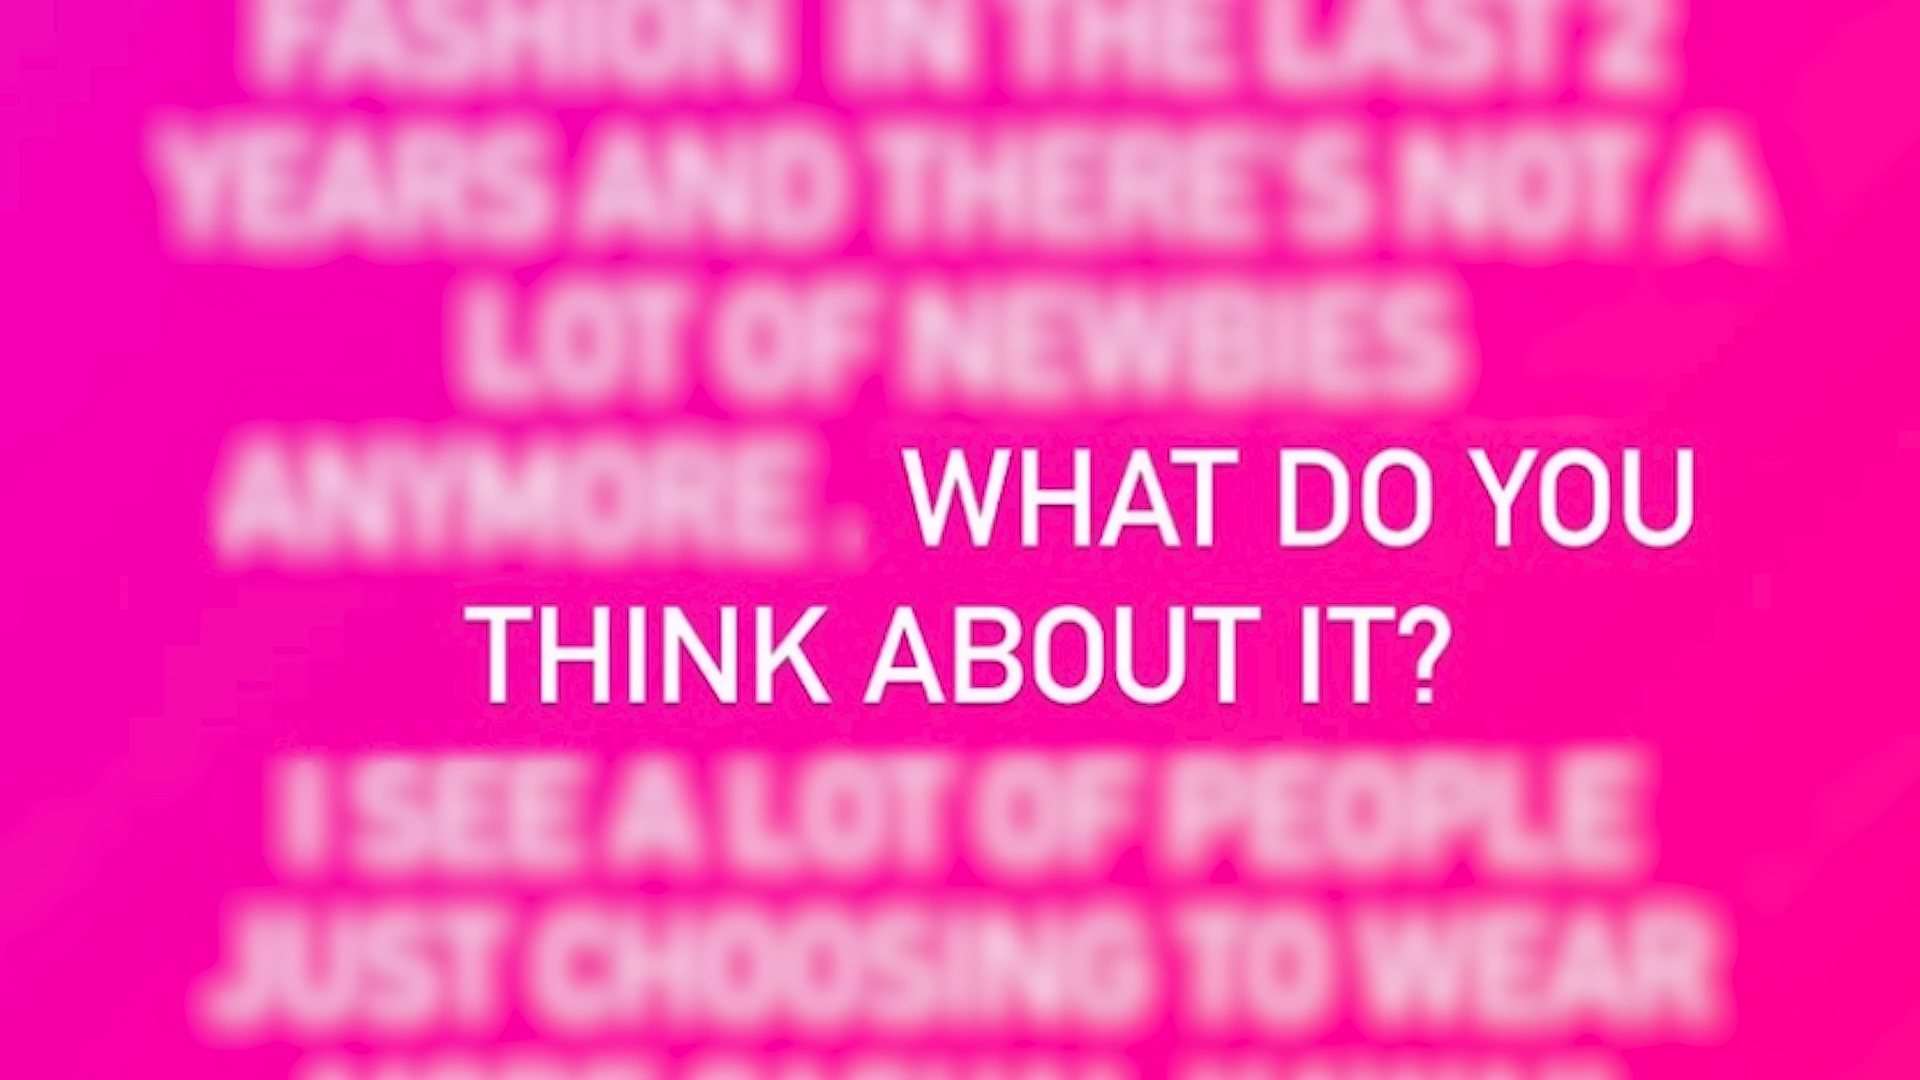 FASHION IN THE LAST 2
YEARS AND THERE'S NOT A
LOT OF NEWBIES
ANYMORE. WHAT DO YOU
THINK ABOUT IT?
I SEE A LOT OF PEOPLE
JUST CHOOSING TO WEAR